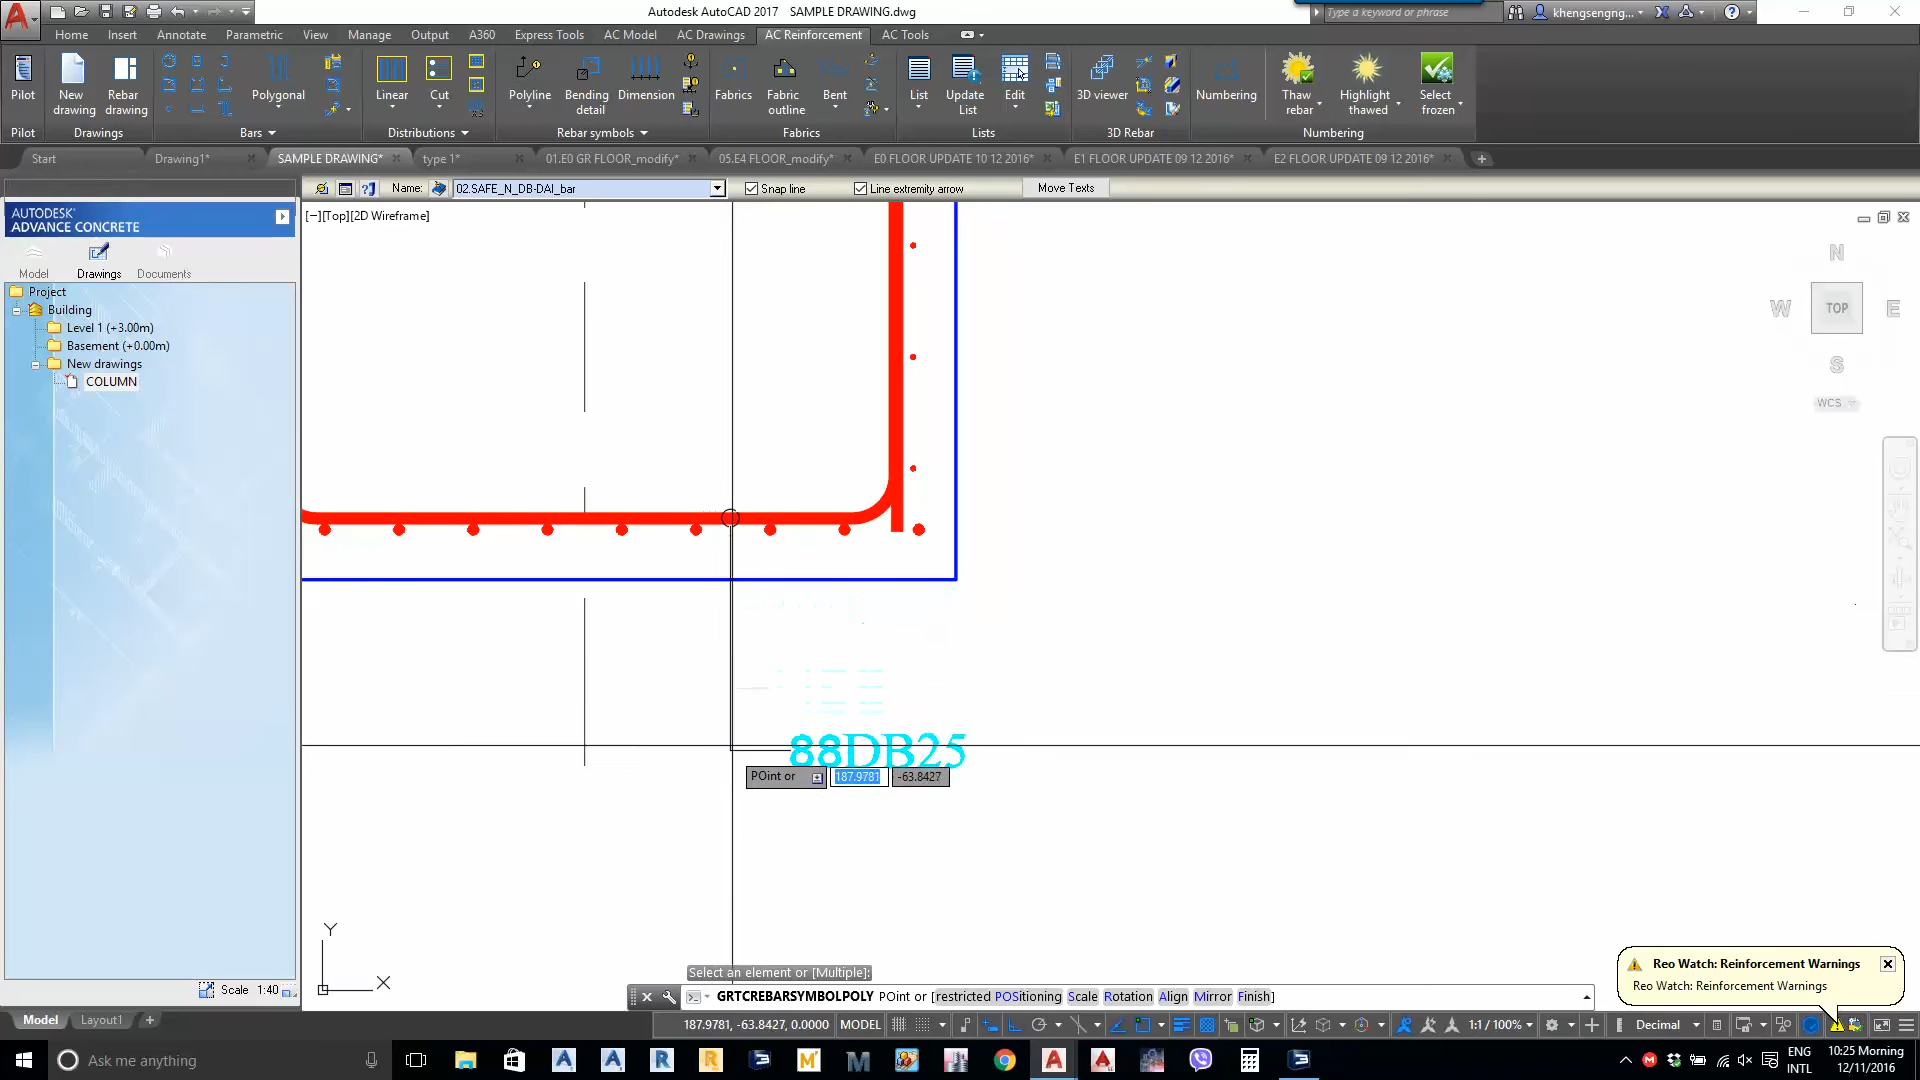 Autodesk AutoCAD 2017 SAMPLE DRAWING.dwg
Type a keyword or phrase
khengsengng...
Home Insert Annotate Parametric View Manage Output A360 Express Tools AC Model AC Drawings AC Reinforcement AC Tools
Pilot New drawing Rebar drawing Polygonal Linear Cut Polyline Bending detail Dimension Fabrics Fabric outline Bent List Update List Edit 3D viewer Numbering Thaw rebar Highlight thawed Select frozen
Pilot Drawings Bars Distributions Rebar symbols Fabrics Lists 3D Rebar Numbering
Start Drawing1* SAMPLE DRAWING* type 1* 01.E0 GR FLOOR_modify* 05.E4 FLOOR_modify* E0 FLOOR UPDATE 10 12 2016* E1 FLOOR UPDATE 09 12 2016* E2 FLOOR UPDATE 09 12 2016*
Name: 02.SAFE_N_DB-DAI_bar Snap line Line extremity arrow Move Texts
AUTODESK
ADVANCE CONCRETE
[−][Top][2D Wireframe]
Model Drawings Documents
Project
Building
Level 1 (+3.00m)
Basement (+0.00m)
New drawings
COLUMN
N
W TOP E
S
WCS
88DB25
POint or 187.9781 -63.8427
Y
X
Select an element or [Multiple]:
Reo Watch: Reinforcement Warnings
Reo Watch: Reinforcement Warnings
Scale 1:40
GRTCREBARSYMBOLPOLY POint or [restricted POSitioning Scale Rotation Align Mirror Finish]
Model Layout1
187.9781, -63.8427, 0.0000 MODEL 1:1 / 100% Decimal
Ask me anything
ENG
INTL
10:25 Morning
12/11/2016